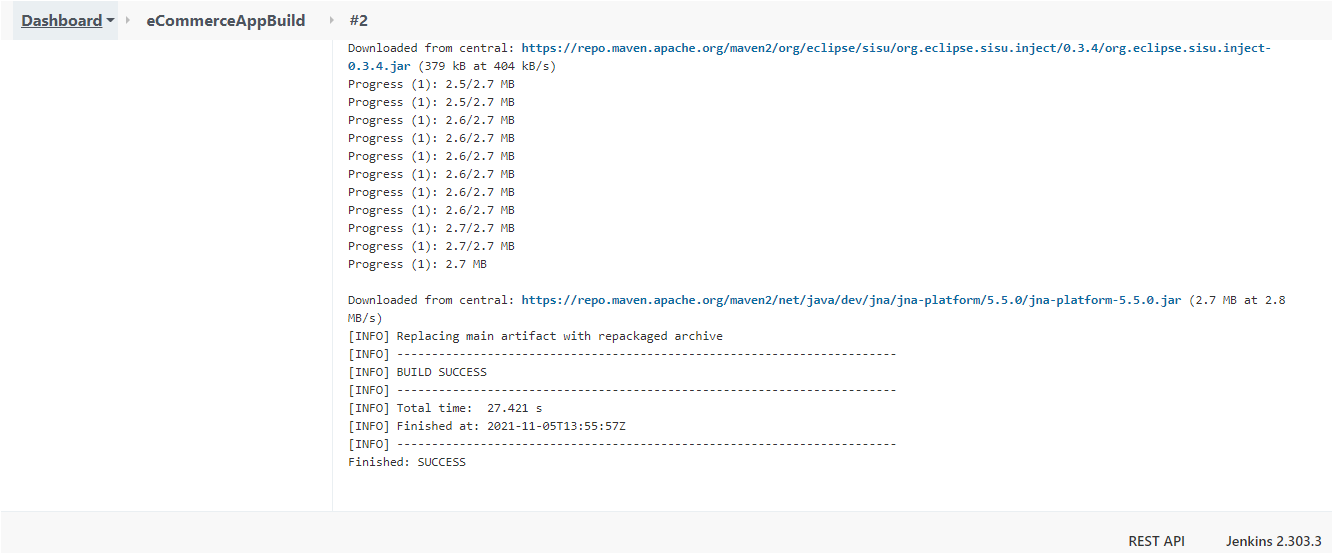 Dashboard eCommerceAppBuild #2
Downloaded from central: https://repo.maven.apache.org/maven2/org/eclipse/sisu/org.eclipse.sisu.inject/0.3.4/org.eclipse.sisu.inject-
0.3.4.jar (379 kB at 404 kB/s)
Progress (1): 2.5/2.7 MB
Progress (1): 2.5/2.7 MB
Progress (1): 2.6/2.7 MB
Progress (1): 2.6/2.7 MB
Progress (1): 2.6/2.7 MB
Progress (1): 2.6/2.7 MB
Progress (1): 2.6/2.7 MB
Progress (1): 2.6/2.7 MB
Progress (1): 2.7/2.7 MB
Progress (1): 2.7/2.7 MB
Progress (1): 2.7 MB
Downloaded from central: https://repo.maven.apache.org/maven2/net/java/dev/jna/jna-platform/5.5.0/jna-platform-5.5.0.jar (2.7 MB at 2.8
MB/s)
[INFO] Replacing main artifact with repackaged archive
[INFO] ------------------------------------------------------------------------
[INFO] BUILD SUCCESS
[INFO] ------------------------------------------------------------------------
[INFO] Total time:  27.421 s
[INFO] Finished at: 2021-11-05T13:55:57Z
[INFO] ------------------------------------------------------------------------
Finished: SUCCESS
REST API Jenkins 2.303.3